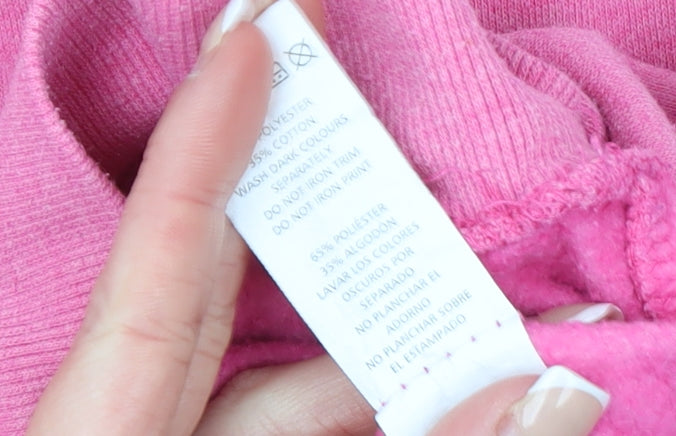 POLYESTER
35% COTTON
WASH DARK COLOURS
SEPARATELY
DO NOT IRON TRIM
DO NOT IRON PRINT
65% POLIÉSTER
35% ALGODÓN
LAVAR LOS COLORES
OSCUROS POR
SEPARADO
NO PLANCHAR EL
ADORNO
NO PLANCHAR SOBRE
EL ESTAMPADO